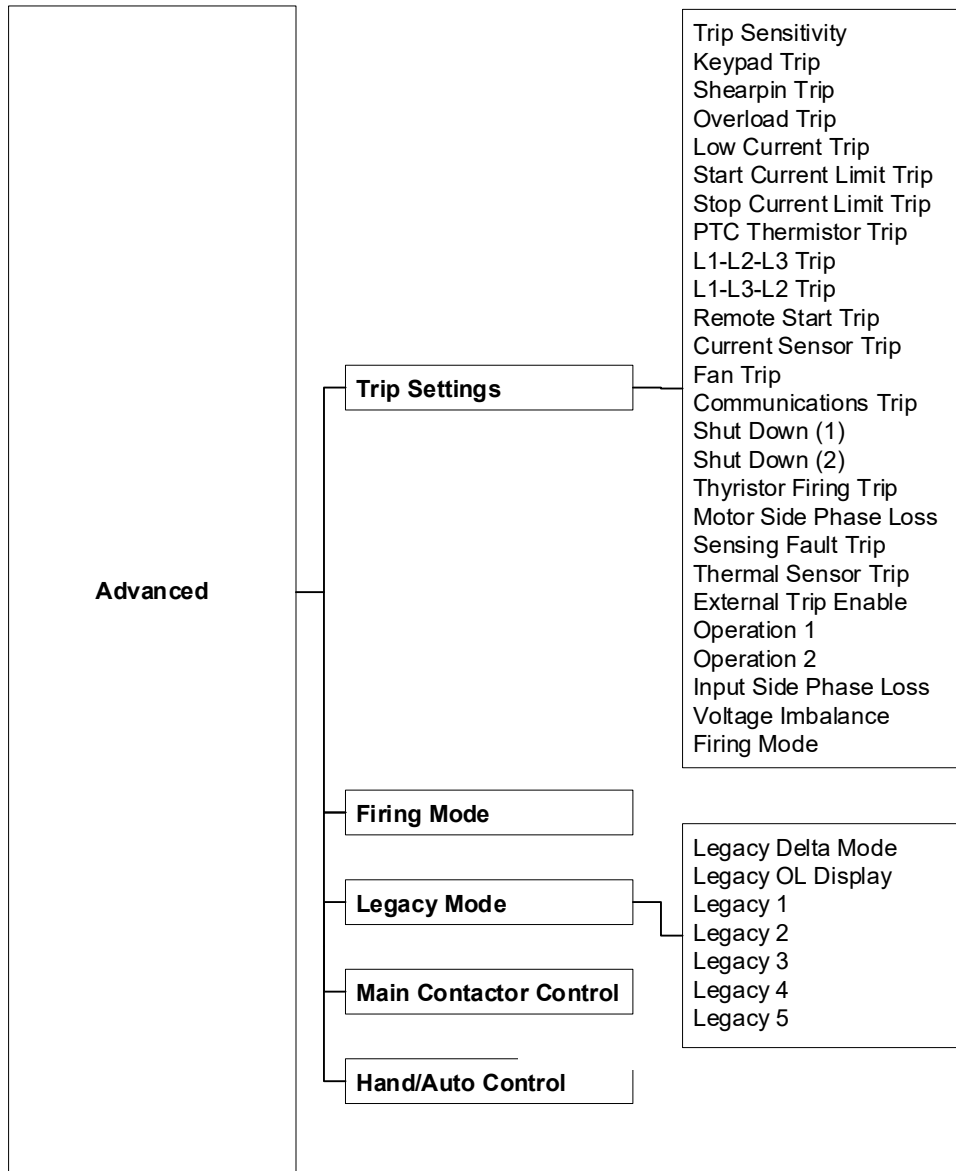 Advanced
Trip Settings
Trip Sensitivity
Keypad Trip
Shearpin Trip
Overload Trip
Low Current Trip
Start Current Limit Trip
Stop Current Limit Trip
PTC Thermistor Trip
L1-L2-L3 Trip
L1-L3-L2 Trip
Remote Start Trip
Current Sensor Trip
Fan Trip
Communications Trip
Shut Down (1)
Shut Down (2)
Thyristor Firing Trip
Motor Side Phase Loss
Sensing Fault Trip
Thermal Sensor Trip
External Trip Enable
Operation 1
Operation 2
Input Side Phase Loss
Voltage Imbalance
Firing Mode
Firing Mode
Legacy Mode
Legacy Delta Mode
Legacy OL Display
Legacy 1
Legacy 2
Legacy 3
Legacy 4
Legacy 5
Main Contactor Control
Hand/Auto Control